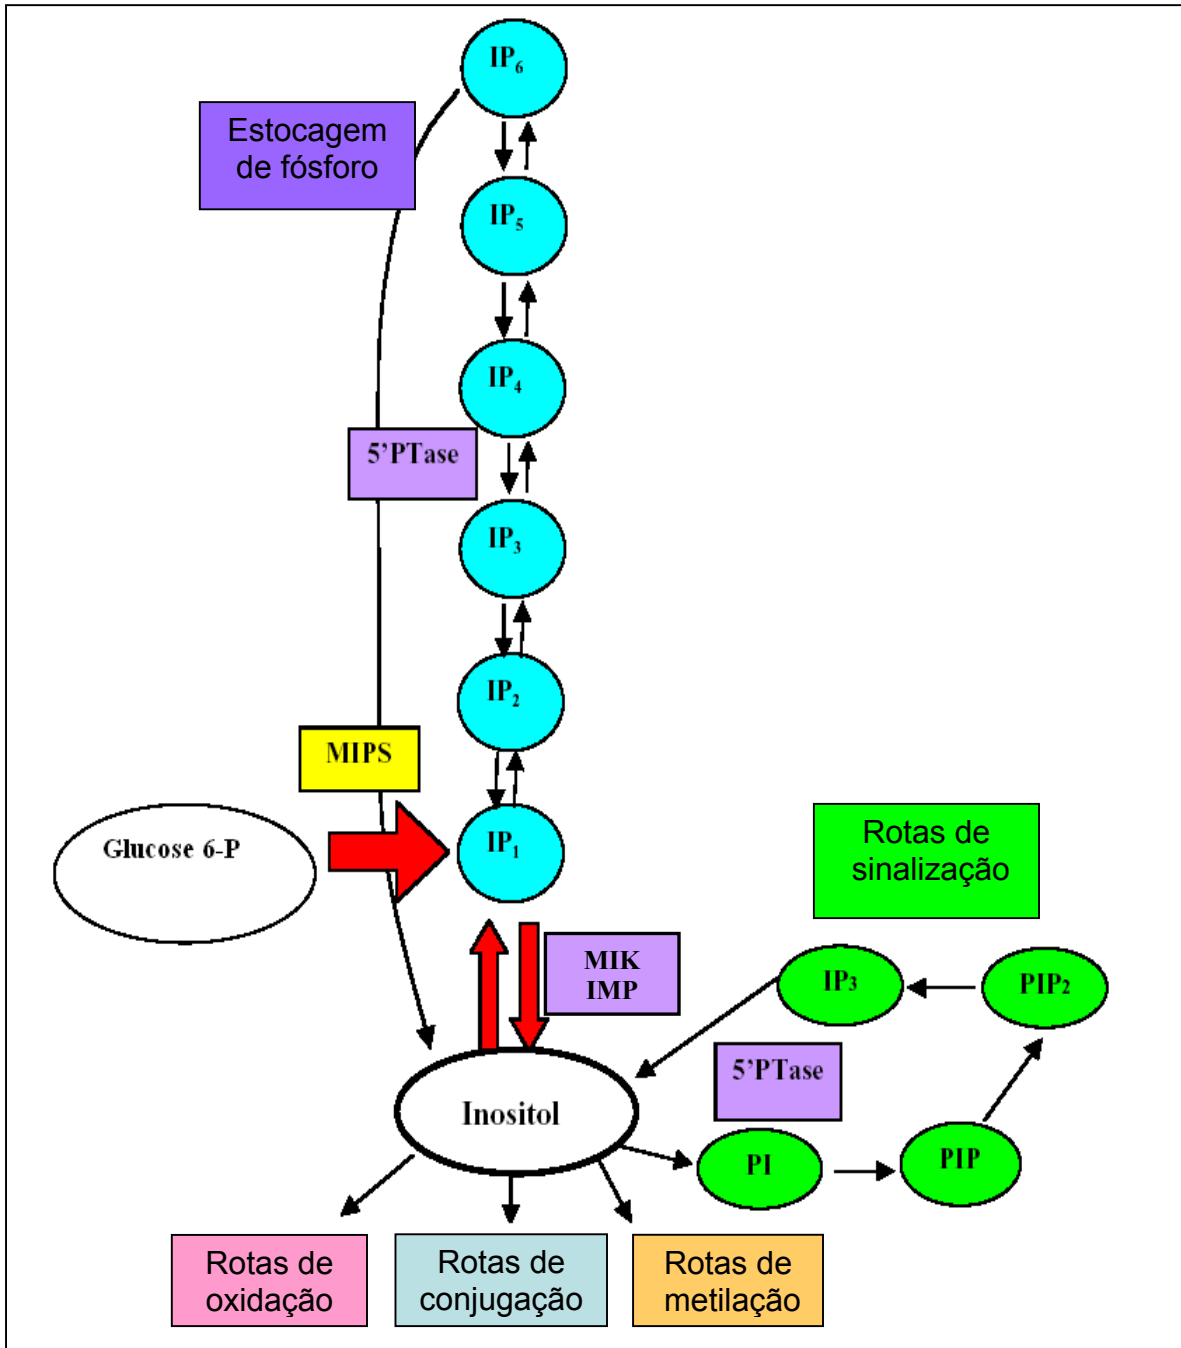 IP6
Estocagem
de fósforo
IP5
IP4
5’PTase
IP3
IP2
MIPS
Glucose 6-P
IP1
Rotas de
sinalização
MIK
IMP
IP3
PIP2
5’PTase
Inositol
PI
PIP
Rotas de
oxidação
Rotas de
conjugação
Rotas de
metilação